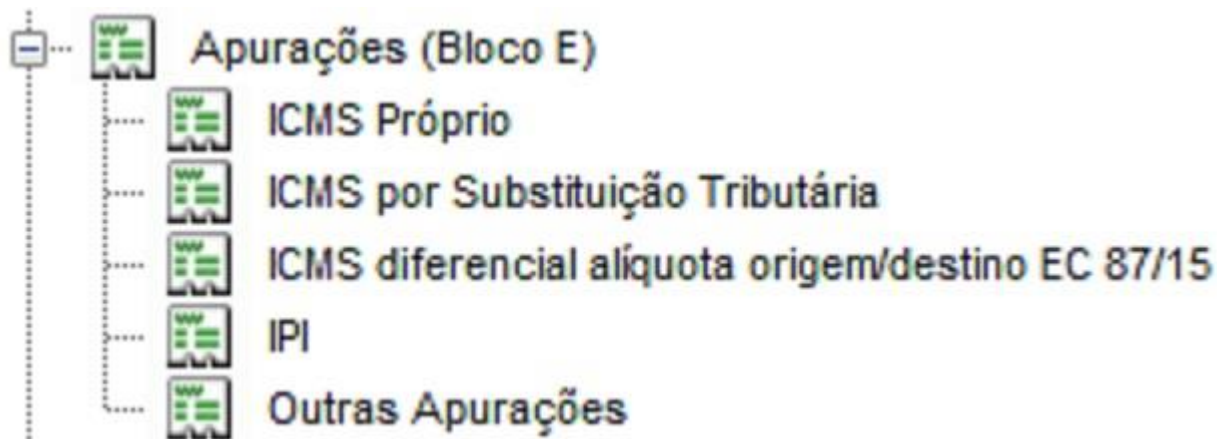 Apurações (Bloco E)
ICMS Próprio
ICMS por Substituição Tributária
ICMS diferencial alíquota origem/destino EC 87/15
IPI
Outras Apurações